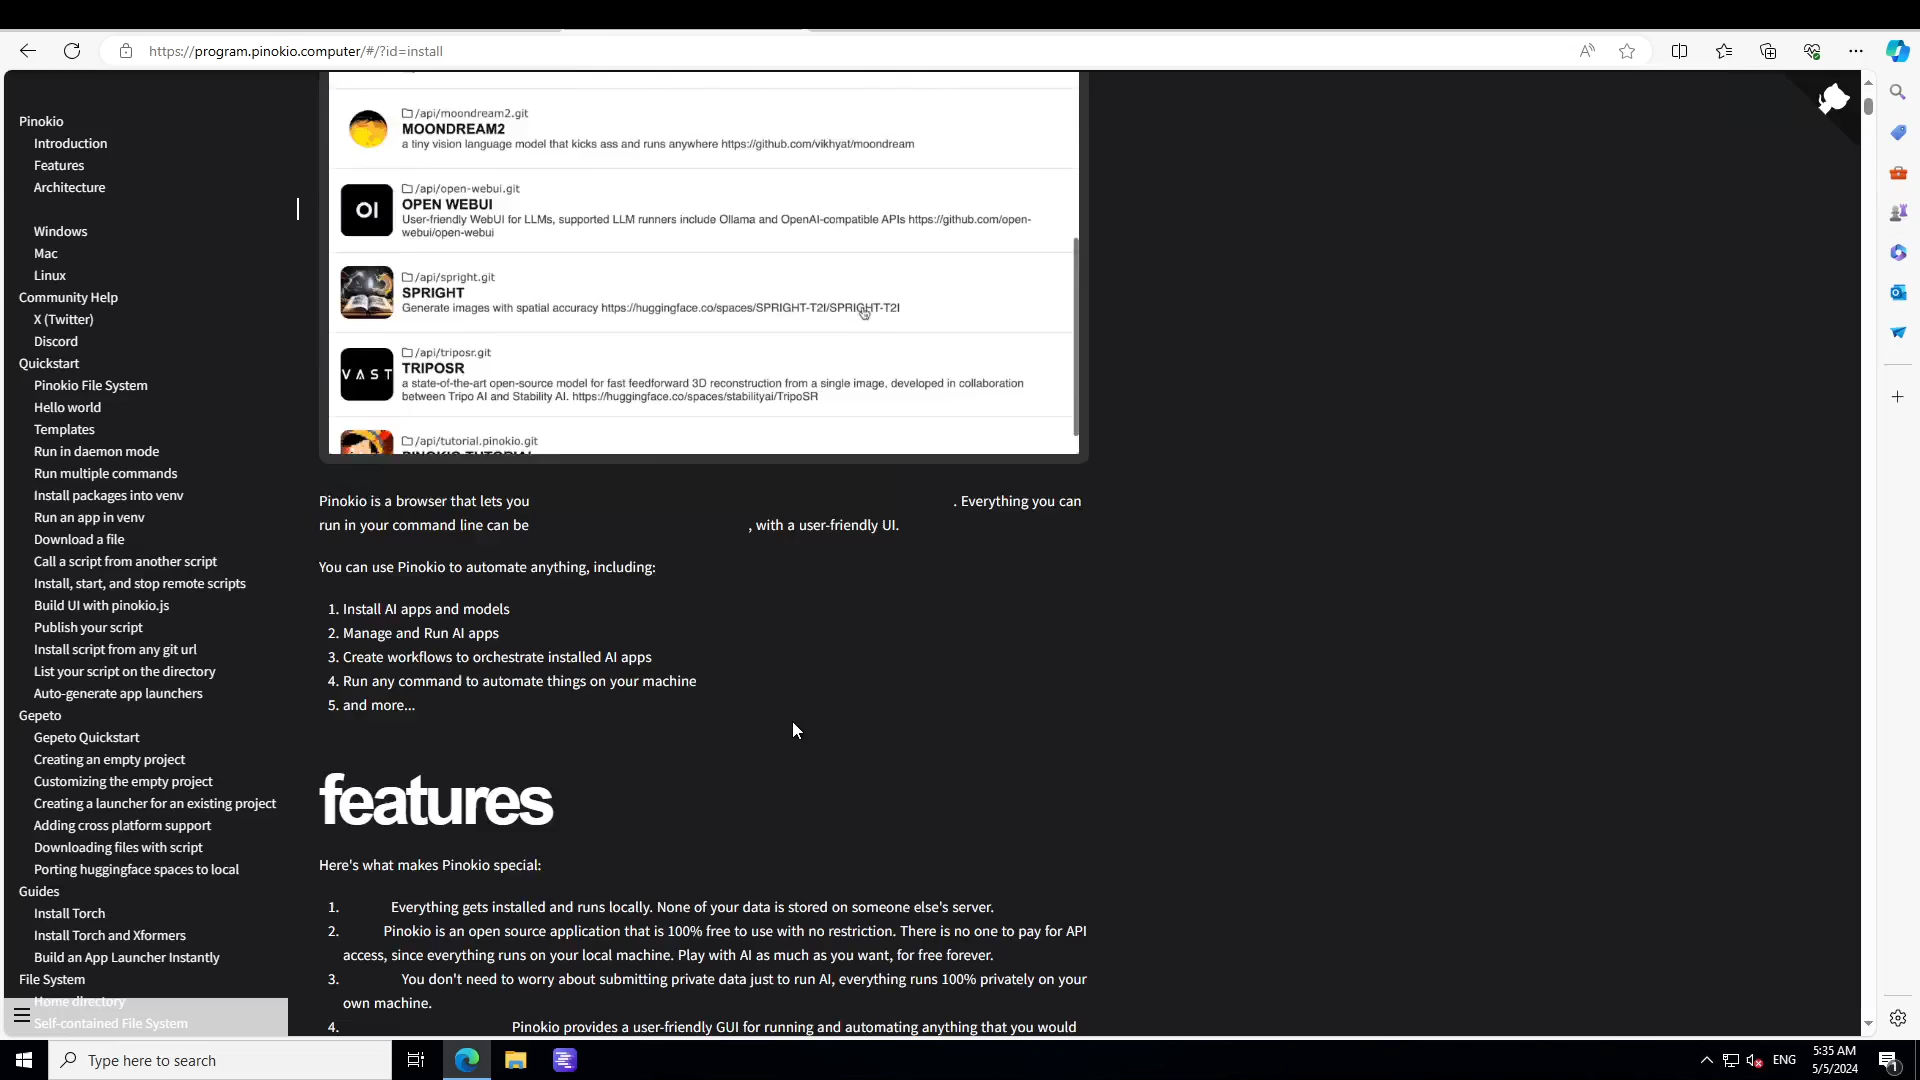 https://program.pinokio.computer/#/?id=install
Pinokio
Introduction
Features
Architecture
Windows
Mac
Linux
Community Help
X (Twitter)
Discord
Quickstart
Pinokio File System
Hello world
Templates
Run in daemon mode
Run multiple commands
Install packages into venv
Run an app in venv
Download a file
Call a script from another script
Install, start, and stop remote scripts
Build UI with pinokio.js
Publish your script
Install script from any git url
List your script on the directory
Auto-generate app launchers
Gepeto
Gepeto Quickstart
Creating an empty project
Customizing the empty project
Creating a launcher for an existing project
Adding cross platform support
Downloading files with script
Porting huggingface spaces to local
Guides
Install Torch
Install Torch and Xformers
Build an App Launcher Instantly
File System
Home directory
Self-contained File System
/api/moondream2.git
MOONDREAM2
a tiny vision language model that kicks ass and runs anywhere https://github.com/vikhyat/moondream
OI
/api/open-webui.git
OPEN WEBUI
User-friendly WebUI for LLMs, supported LLM runners include Ollama and OpenAI-compatible APIs https://github.com/open-
webui/open-webui
/api/spright.git
SPRIGHT
Generate images with spatial accuracy https://huggingface.co/spaces/SPRIGHT-T2I/SPRIGHT-T2I
VAST
/api/triposr.git
TRIPOSR
a state-of-the-art open-source model for fast feedforward 3D reconstruction from a single image, developed in collaboration
between Tripo AI and Stability AI. https://huggingface.co/spaces/stabilityai/TripoSR
/api/tutorial.pinokio.git
PINOKIO TUTORIAL
Pinokio is a browser that lets you . Everything you can
run in your command line can be , with a user-friendly UI.
You can use Pinokio to automate anything, including:
1. Install AI apps and models
2. Manage and Run AI apps
3. Create workflows to orchestrate installed AI apps
4. Run any command to automate things on your machine
5. and more...
features
Here's what makes Pinokio special:
1. Everything gets installed and runs locally. None of your data is stored on someone else's server.
2. Pinokio is an open source application that is 100% free to use with no restriction. There is no one to pay for API
access, since everything runs on your local machine. Play with AI as much as you want, for free forever.
3. You don't need to worry about submitting private data just to run AI, everything runs 100% privately on your
own machine.
4. Pinokio provides a user-friendly GUI for running and automating anything that you would
Type here to search
ENG
5:35 AM
5/5/2024
1